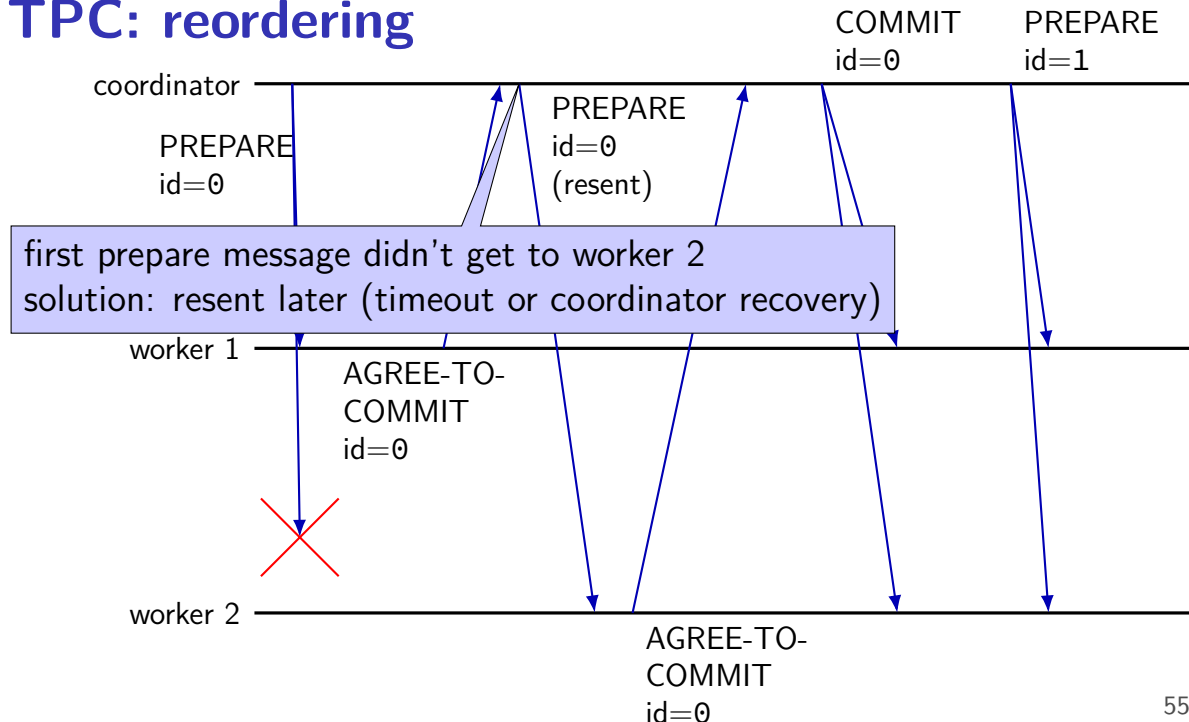 TPC: reordering
COMMIT
id=0
PREPARE
id=1
coordinator
PREPARE
id=0
PREPARE
id=0
(resent)
first prepare message didn't get to worker 2
solution: resent later (timeout or coordinator recovery)
worker 1
AGREE-TO-
COMMIT
id=0
worker 2
AGREE-TO-
COMMIT
id=0
55